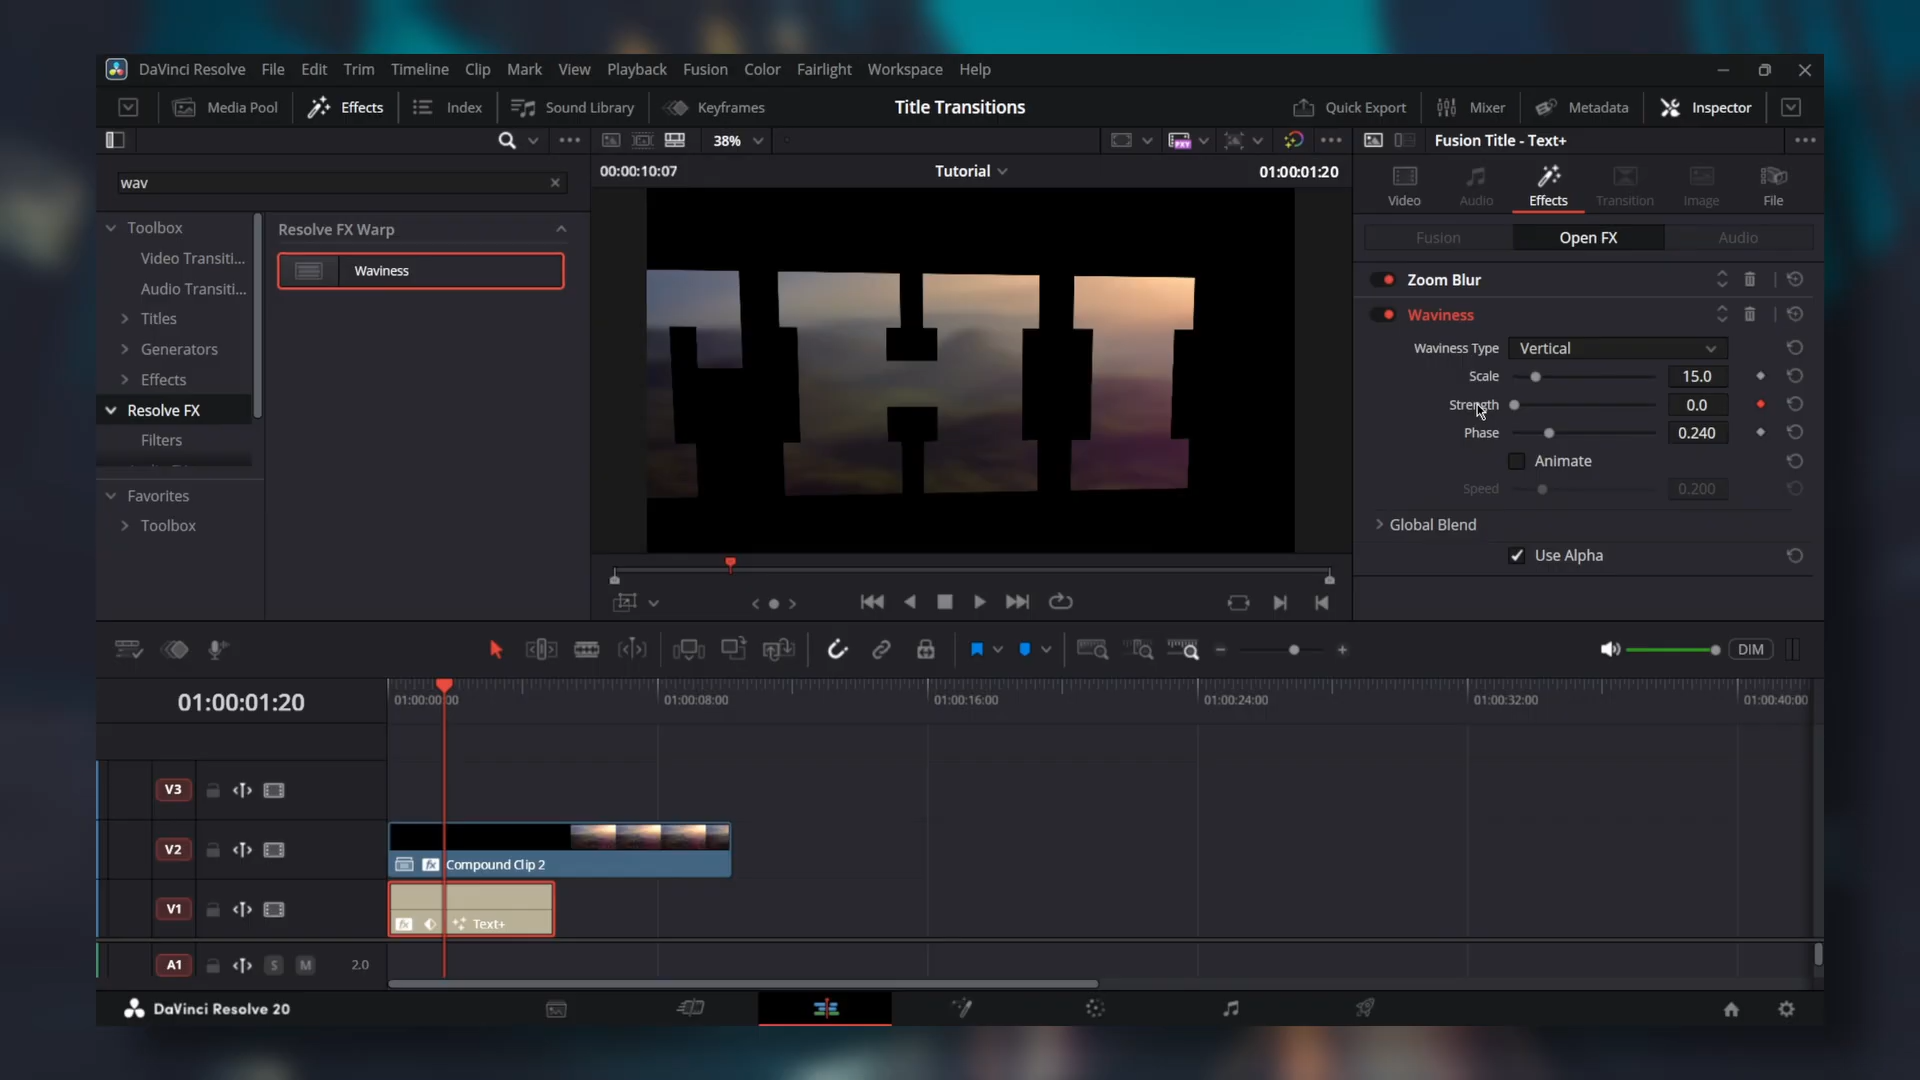 DaVinci Resolve File Edit Trim Timeline Clip Mark View Playback Fusion Color Fairlight Workspace Help
Media Pool Effects Index Sound Library Keyframes Title Transitions Quick Export Mixer Metadata Inspector
38% Fusion Title - Text+
00:00:10:07 Tutorial 01:00:01:20
wav
Video Audio Effects Transition Image File
Toolbox
Video Transiti...
Audio Transiti...
Titles
Generators
Effects
Resolve FX
Filters
Favorites
Toolbox
Resolve FX Warp
Waviness
HI
Fusion Open FX Audio
Zoom Blur
Waviness
Waviness Type Vertical
Scale 15.0
Strength 0.0
Phase 0.240
Animate
Speed 0.200
Global Blend
Use Alpha
DIM
01:00:01:20
01:00:00:00 01:00:08:00 01:00:16:00 01:00:24:00 01:00:32:00 01:00:40:00
V3
V2
Compound Clip 2
V1
Text+
A1 S M 2.0
DaVinci Resolve 20